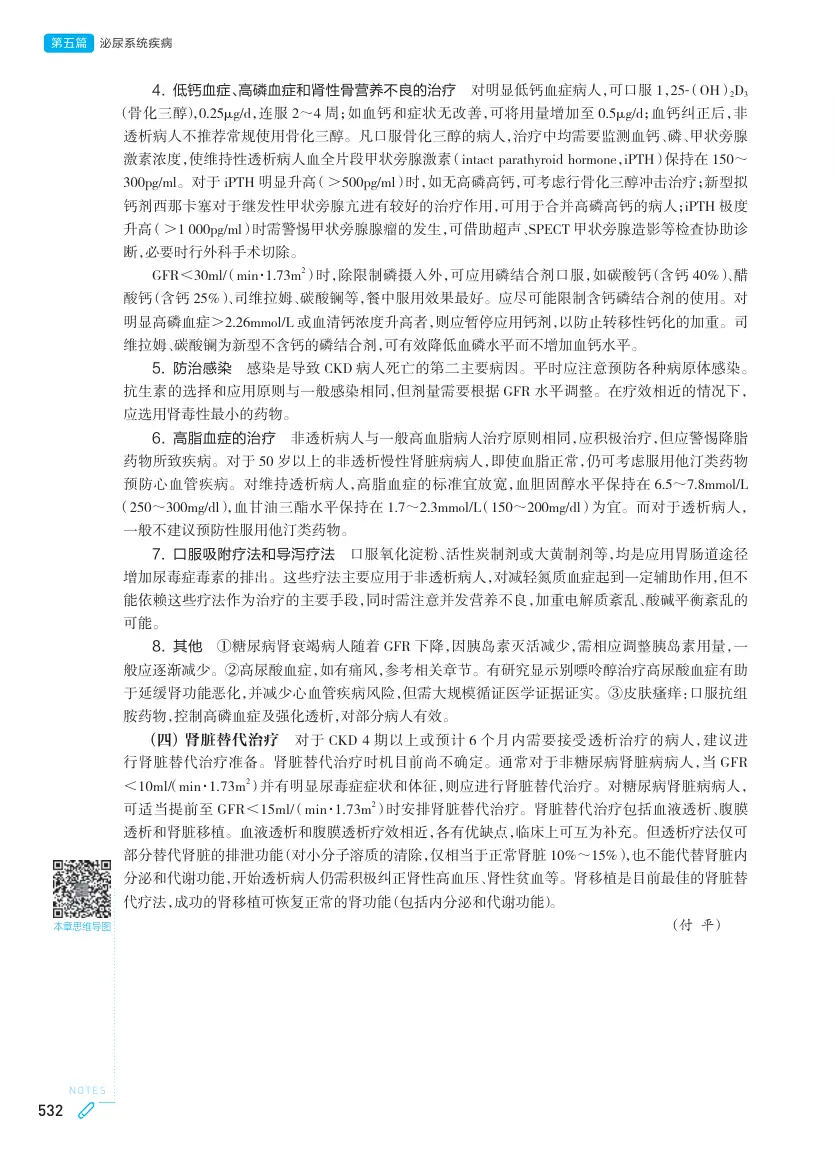 第五篇 泌尿系统疾病
4. 低钙血症、高磷血症和肾性骨营养不良的治疗 对明显低钙血症病人,可口服 1,25-(OH)₂D₃
(骨化三醇),0.25μg/d,连服 2～4 周;如血钙和症状无改善,可将用量增加至 0.5μg/d;血钙纠正后,非
透析病人不推荐常规使用骨化三醇。凡口服骨化三醇的病人,治疗中均需要监测血钙、磷、甲状旁腺
激素浓度,使维持性透析病人血全片段甲状旁腺激素(intact parathyroid hormone,iPTH)保持在 150～
300pg/ml。对于 iPTH 明显升高(>500pg/ml)时,如无高磷高钙,可考虑行骨化三醇冲击治疗;新型拟
钙剂西那卡塞对于继发性甲状旁腺亢进有较好的治疗作用,可用于合并高磷高钙的病人;iPTH 极度
升高(>1 000pg/ml)时需警惕甲状旁腺腺瘤的发生,可借助超声、SPECT 甲状旁腺造影等检查协助诊
断,必要时行外科手术切除。
GFR<30ml/(min·1.73m²)时,除限制磷摄入外,可应用磷结合剂口服,如碳酸钙(含钙 40%)、醋
酸钙(含钙 25%)、司维拉姆、碳酸镧等,餐中服用效果最好。应尽可能限制含钙磷结合剂的使用。对
明显高磷血症>2.26mmol/L 或血清钙浓度升高者,则应暂停应用钙剂,以防止转移性钙化的加重。司
维拉姆、碳酸镧为新型不含钙的磷结合剂,可有效降低血磷水平而不增加血钙水平。
5. 防治感染 感染是导致 CKD 病人死亡的第二主要病因。平时应注意预防各种病原体感染。
抗生素的选择和应用原则与一般感染相同,但剂量需要根据 GFR 水平调整。在疗效相近的情况下,
应选用肾毒性最小的药物。
6. 高脂血症的治疗 非透析病人与一般高血脂病人治疗原则相同,应积极治疗,但应警惕降脂
药物所致疾病。对于 50 岁以上的非透析慢性肾脏病病人,即使血脂正常,仍可考虑服用他汀类药物
预防心血管疾病。对维持透析病人,高脂血症的标准宜放宽,血胆固醇水平保持在 6.5～7.8mmol/L
(250～300mg/dl),血甘油三酯水平保持在 1.7～2.3mmol/L(150～200mg/dl)为宜。而对于透析病人,
一般不建议预防性服用他汀类药物。
7. 口服吸附疗法和导泻疗法 口服氧化淀粉、活性炭制剂或大黄制剂等,均是应用胃肠道途径
增加尿毒症毒素的排出。这些疗法主要应用于非透析病人,对减轻氮质血症起到一定辅助作用,但不
能依赖这些疗法作为治疗的主要手段,同时需注意并发营养不良,加重电解质紊乱、酸碱平衡紊乱的
可能。
8. 其他 ①糖尿病肾衰竭病人随着 GFR 下降,因胰岛素灭活减少,需相应调整胰岛素用量,一
般应逐渐减少。②高尿酸血症,如有痛风,参考相关章节。有研究显示别嘌呤醇治疗高尿酸血症有助
于延缓肾功能恶化,并减少心血管疾病风险,但需大规模循证医学证据证实。③皮肤瘙痒:口服抗组
胺药物,控制高磷血症及强化透析,对部分病人有效。
(四) 肾脏替代治疗 对于 CKD 4 期以上或预计 6 个月内需要接受透析治疗的病人,建议进
行肾脏替代治疗准备。肾脏替代治疗时机目前尚不确定。通常对于非糖尿病肾脏病病人,当 GFR
<10ml/(min·1.73m²)并有明显尿毒症症状和体征,则应进行肾脏替代治疗。对糖尿病肾脏病病人,
可适当提前至 GFR<15ml/(min·1.73m²)时安排肾脏替代治疗。肾脏替代治疗包括血液透析、腹膜
透析和肾脏移植。血液透析和腹膜透析疗效相近,各有优缺点,临床上可互为补充。但透析疗法仅可
部分替代肾脏的排泄功能(对小分子溶质的清除,仅相当于正常肾脏 10%～15%),也不能代替肾脏内
分泌和代谢功能,开始透析病人仍需积极纠正肾性高血压、肾性贫血等。肾移植是目前最佳的肾脏替
代疗法,成功的肾移植可恢复正常的肾功能(包括内分泌和代谢功能)。
(付 平)
本章思维导图
NOTES
532